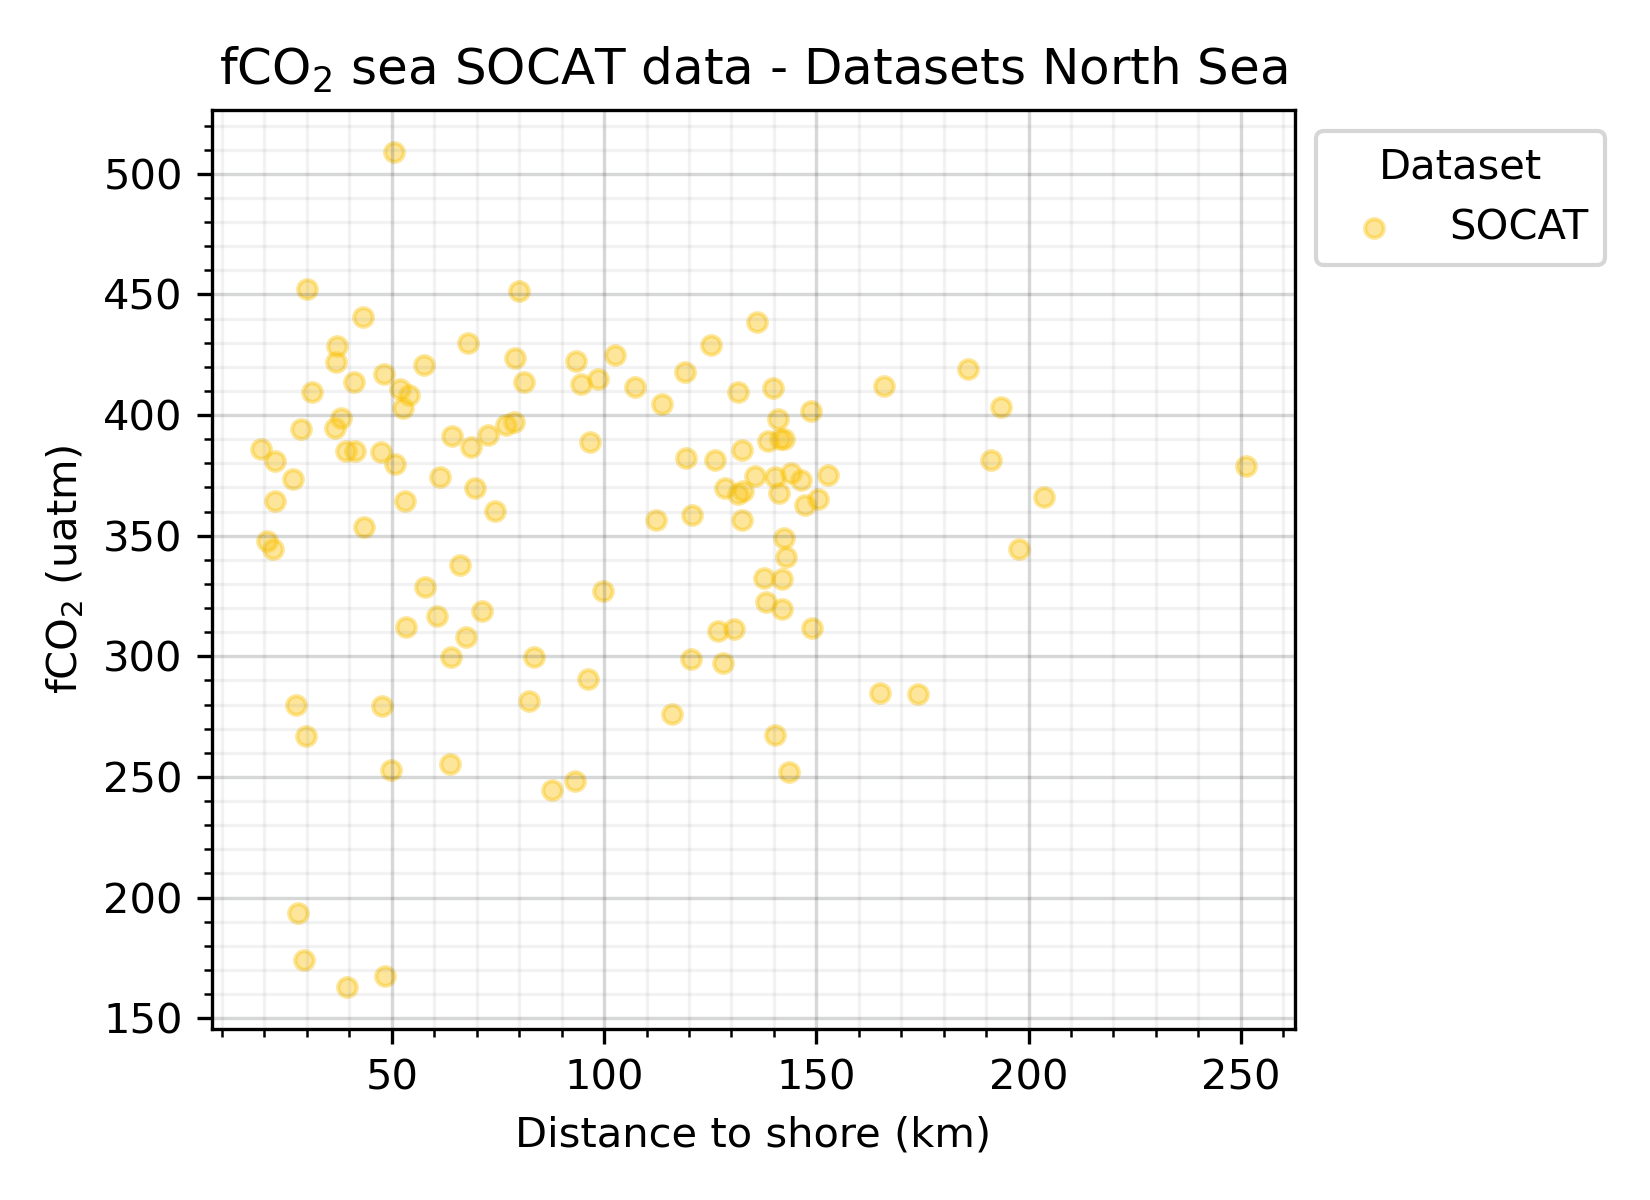 fCO₂ sea SOCAT data - Datasets North Sea
Dataset
SOCAT
500
450
400
350
300
250
200
150
fCO₂ (uatm)
50 100 150 200 250
Distance to shore (km)